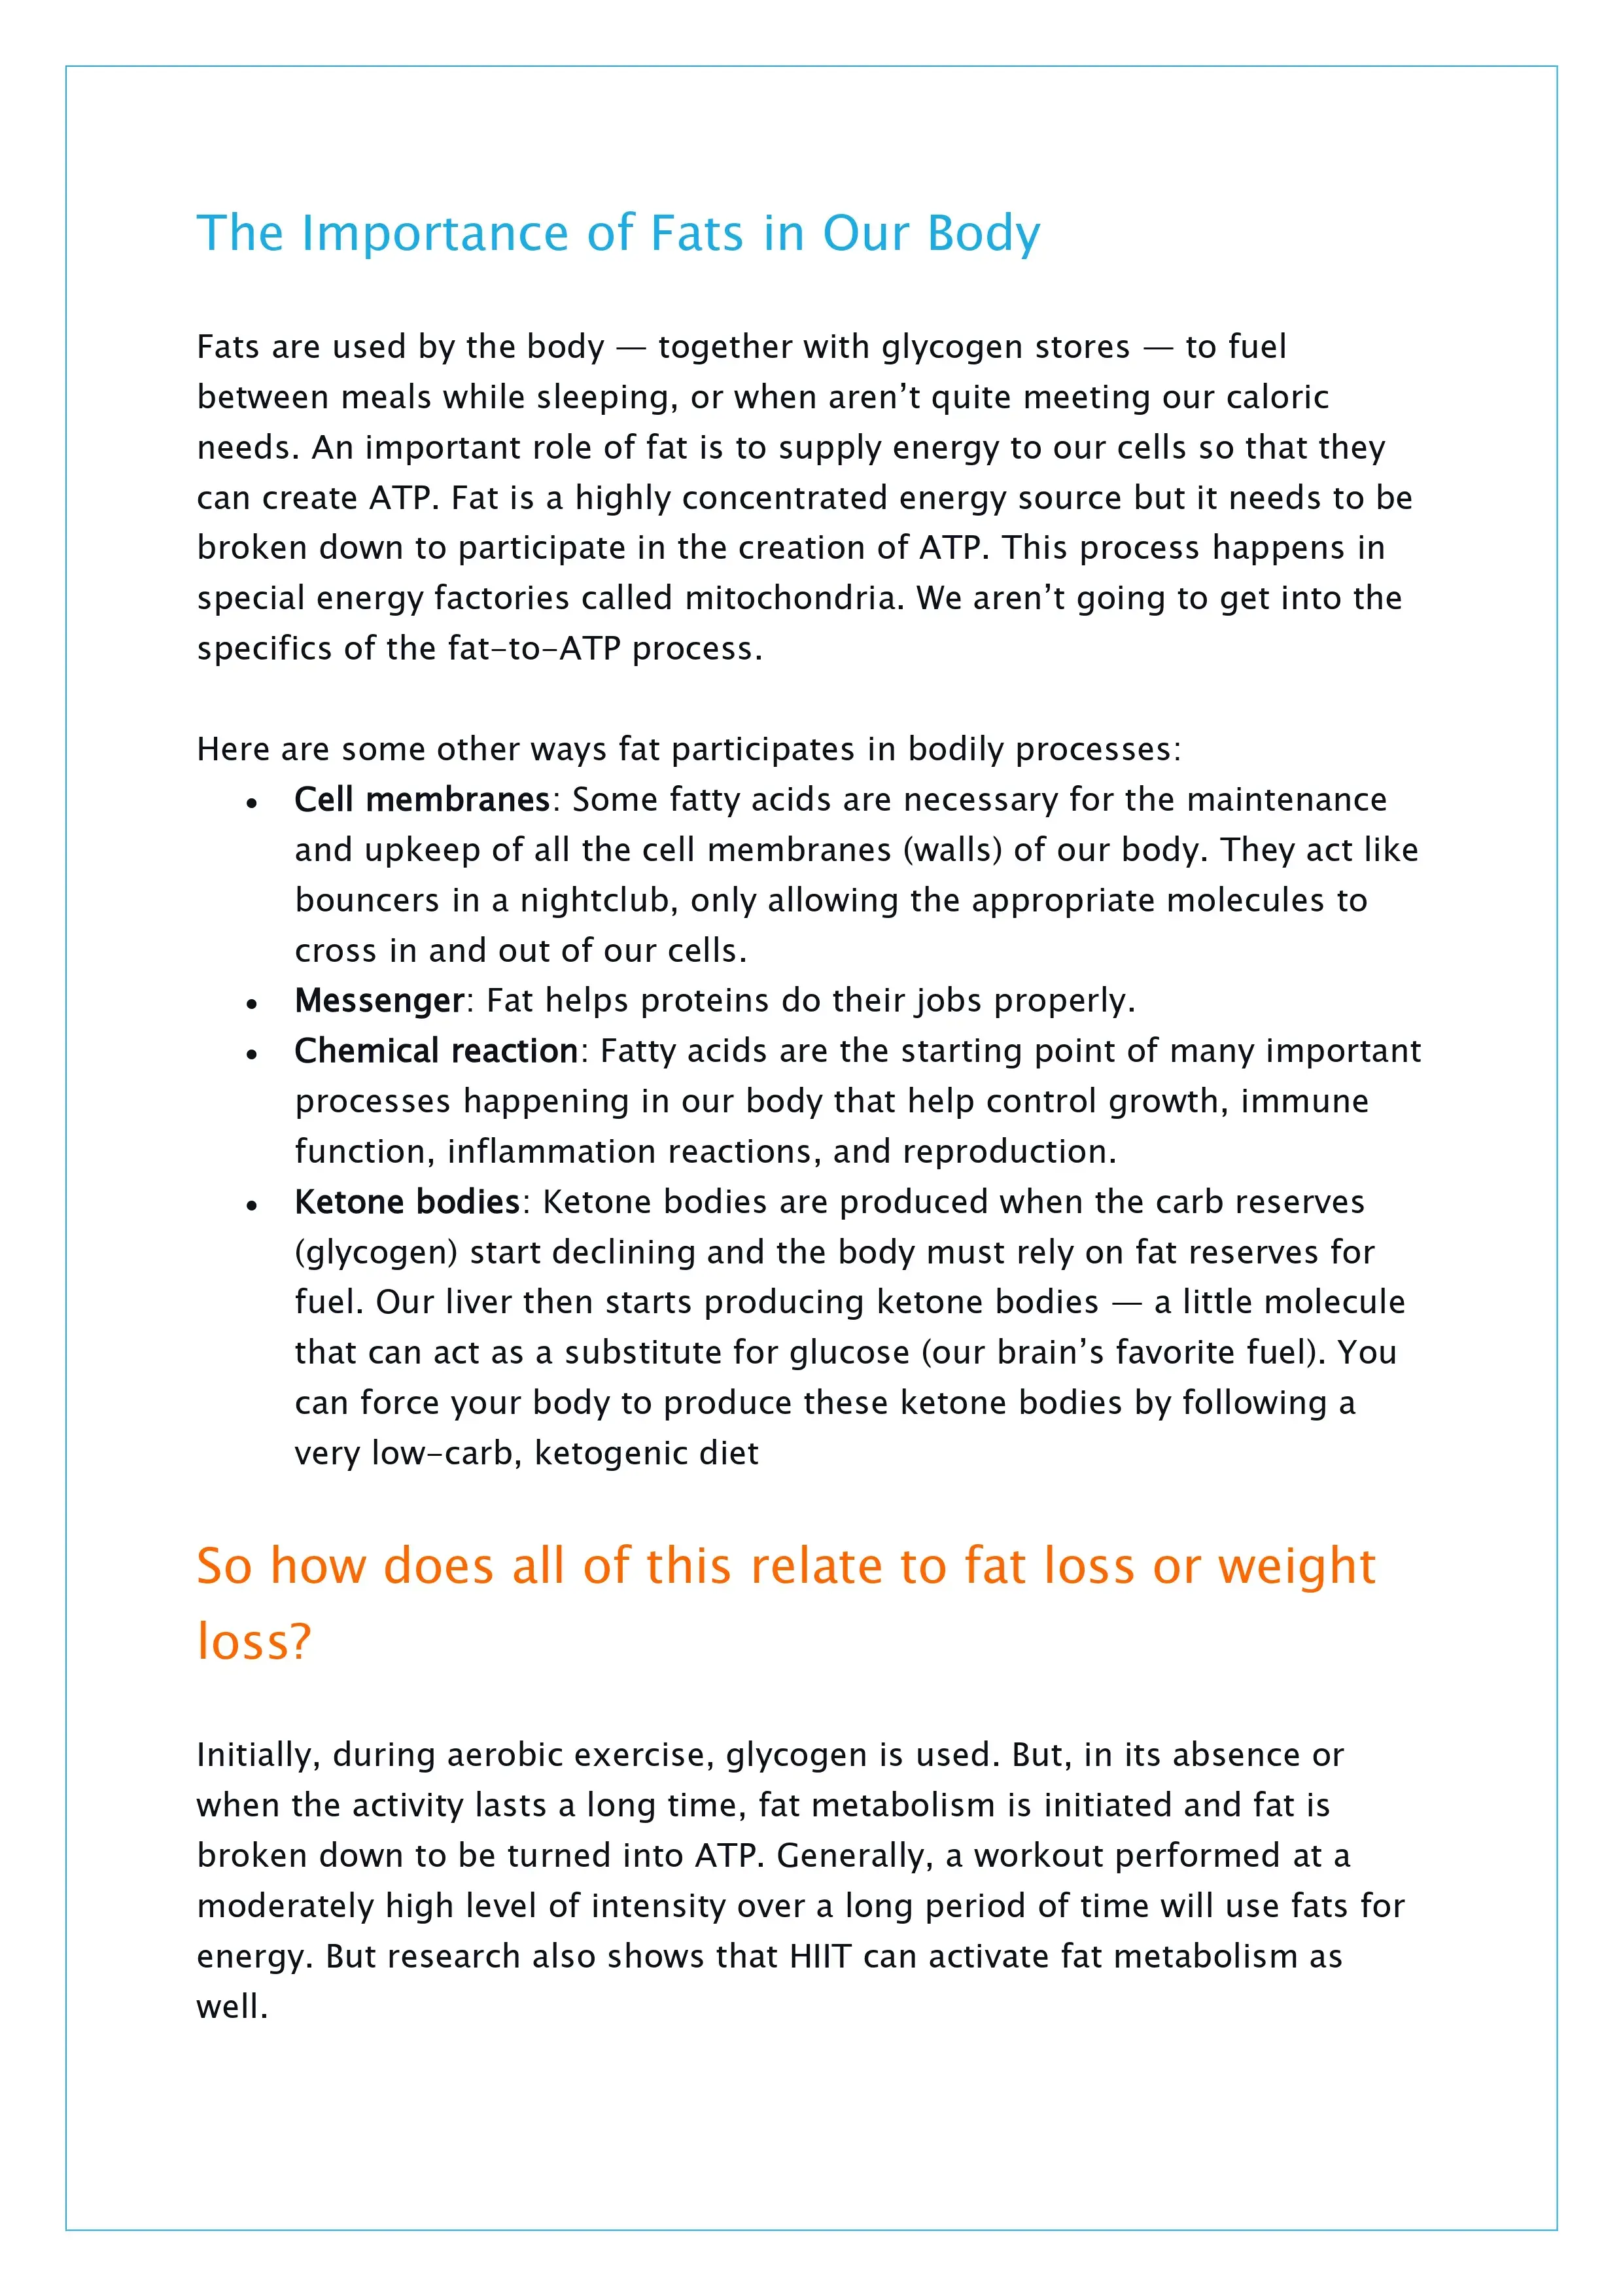 The Importance of Fats in Our Body
Fats are used by the body — together with glycogen stores — to fuel
between meals while sleeping, or when aren’t quite meeting our caloric
needs. An important role of fat is to supply energy to our cells so that they
can create ATP. Fat is a highly concentrated energy source but it needs to be
broken down to participate in the creation of ATP. This process happens in
special energy factories called mitochondria. We aren’t going to get into the
specifics of the fat-to-ATP process.
Here are some other ways fat participates in bodily processes:
• Cell membranes: Some fatty acids are necessary for the maintenance
and upkeep of all the cell membranes (walls) of our body. They act like
bouncers in a nightclub, only allowing the appropriate molecules to
cross in and out of our cells.
• Messenger: Fat helps proteins do their jobs properly.
• Chemical reaction: Fatty acids are the starting point of many important
processes happening in our body that help control growth, immune
function, inflammation reactions, and reproduction.
• Ketone bodies: Ketone bodies are produced when the carb reserves
(glycogen) start declining and the body must rely on fat reserves for
fuel. Our liver then starts producing ketone bodies — a little molecule
that can act as a substitute for glucose (our brain’s favorite fuel). You
can force your body to produce these ketone bodies by following a
very low-carb, ketogenic diet
So how does all of this relate to fat loss or weight
loss?
Initially, during aerobic exercise, glycogen is used. But, in its absence or
when the activity lasts a long time, fat metabolism is initiated and fat is
broken down to be turned into ATP. Generally, a workout performed at a
moderately high level of intensity over a long period of time will use fats for
energy. But research also shows that HIIT can activate fat metabolism as
well.